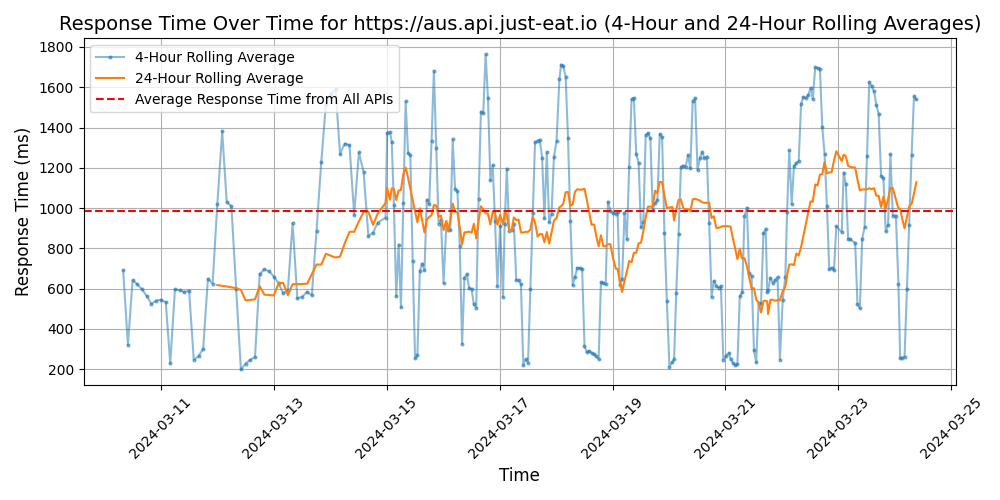 Response Time Over Time for https://aus.api.just-eat.io (4-Hour and 24-Hour Rolling Averages)
4-Hour Rolling Average
24-Hour Rolling Average
Average Response Time from All APIs
Response Time (ms)
1800
1600
1400
1200
1000
800
600
400
200
2024-03-11
2024-03-13
2024-03-15
2024-03-17
2024-03-19
2024-03-21
2024-03-23
2024-03-25
Time